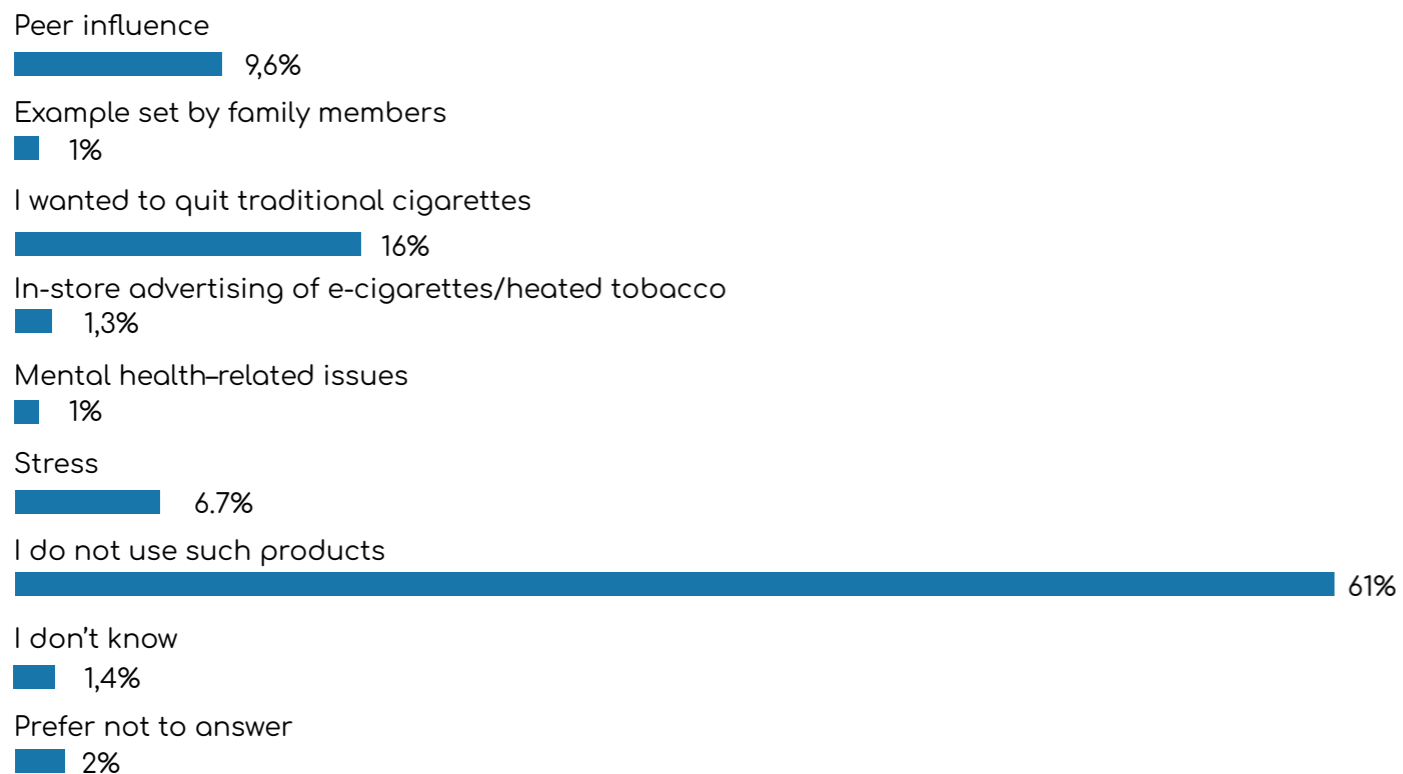 Peer influence
9,6%
Example set by family members
1%
I wanted to quit traditional cigarettes
16%
In-store advertising of e-cigarettes/heated tobacco
1,3%
Mental health–related issues
1%
Stress
6.7%
I do not use such products
61%
I don’t know
1,4%
Prefer not to answer
2%